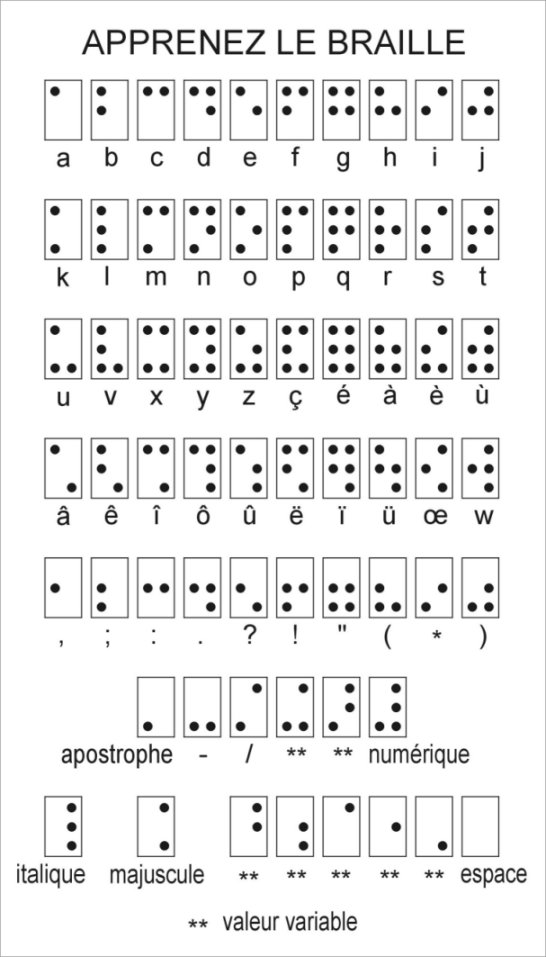 APPRENEZ LE BRAILLE
a b c d e f g h i j
k l m n o p q r s t
u v x y z ç é à è ù
â ê î ô û ë ï ü œ w
, ; : . ? ! " ( * )
apostrophe - / ** ** numérique
italique majuscule ** ** ** ** ** espace
** valeur variable